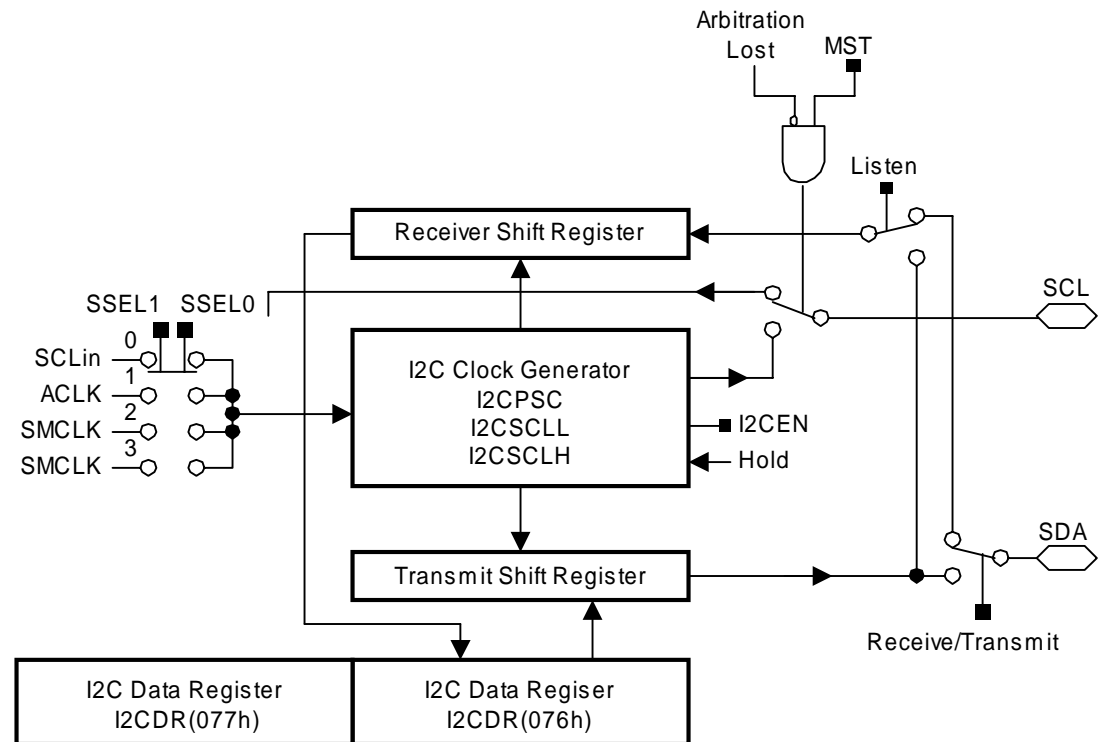 Arbitration
Lost
MST
Listen
Receiver Shift Register
SCL
SSEL1 SSEL0
0
SCLin
1
ACLK
2
SMCLK
3
SMCLK
I2C Clock Generator
I2CPSC
I2CSCLL
I2CSCLH
I2CEN
Hold
SDA
Transmit Shift Register
Receive/Transmit
I2C Data Register
I2CDR(077h)
I2C Data Regiser
I2CDR(076h)